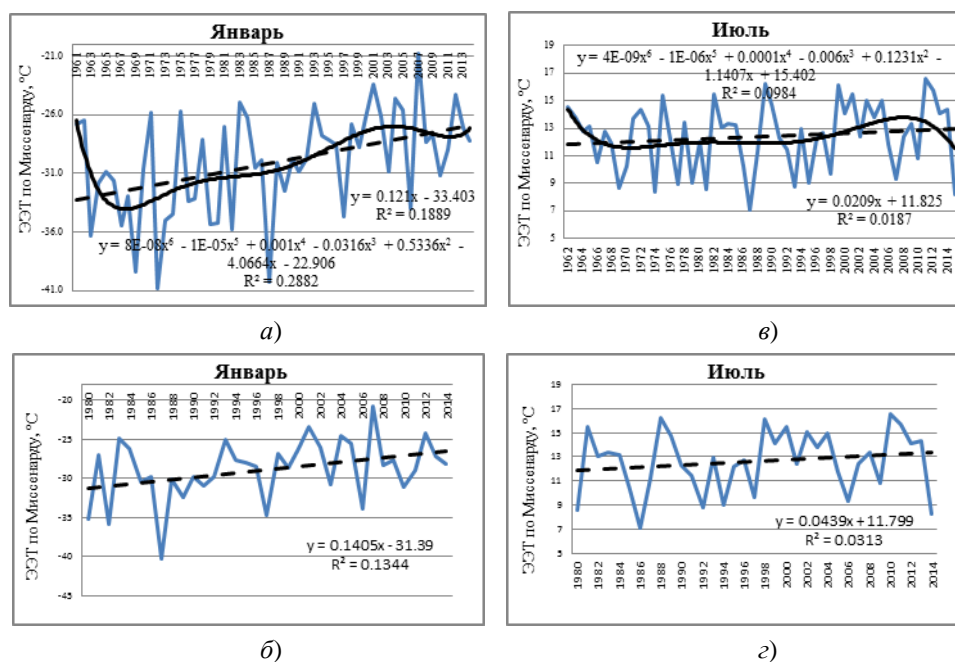 Январь
ЭЭТ по Миссенарду, °С
-21.0
-26.0
-31.0
-36.0
-41.0
1961 1963 1965 1967 1969 1971 1973 1975 1977 1979 1981 1983 1985 1987 1989 1991 1993 1995 1997 1999 2001 2003 2005 2007 2009 2011 2013
y = 0.121x - 33.403
R² = 0.1889
y = 8E-08x⁶ - 1E-05x⁵ + 0.001x⁴ - 0.0316x³ + 0.5336x² -
4.0664x - 22.906
R² = 0.2882
а)
Июль
ЭЭТ по Миссенарду, °С
19
17
15
13
11
9
7
5
y = 4E-09x⁶ - 1E-06x⁵ + 0.0001x⁴ - 0.006x³ + 0.1231x² -
1.1407x + 15.402
R² = 0.0984
y = 0.0209x + 11.825
R² = 0.0187
1962 1964 1966 1968 1970 1972 1974 1976 1978 1980 1982 1984 1986 1988 1990 1992 1994 1996 1998 2000 2002 2004 2006 2008 2010 2012 2014
в)
Январь
ЭЭТ по Миссенарду, °С
-20
-25
-30
-35
-40
-45
1980 1982 1984 1986 1988 1990 1992 1994 1996 1998 2000 2002 2004 2006 2008 2010 2012 2014
y = 0.1405x - 31.39
R² = 0.1344
б)
Июль
ЭЭТ по Миссенарду, °С
19
17
15
13
11
9
7
5
y = 0.0439x + 11.799
R² = 0.0313
1980 1982 1984 1986 1988 1990 1992 1994 1996 1998 2000 2002 2004 2006 2008 2010 2012 2014
г)